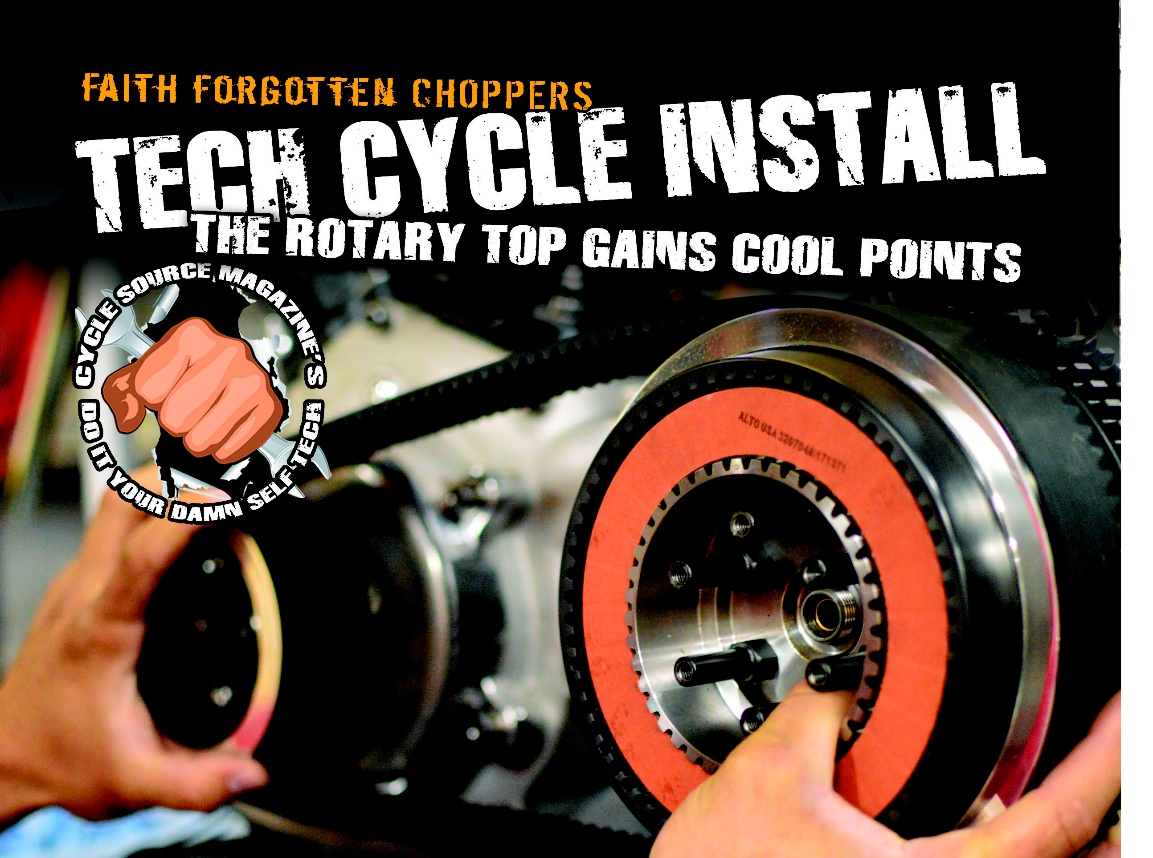 FAITH FORGOTTEN CHOPPERS
TECH CYCLE INSTALL
THE ROTARY TOP GAINS COOL POINTS
CYCLE SOURCE MAGAZINE'S
DO IT YOUR DAMN SELF TECH
ALTO USA